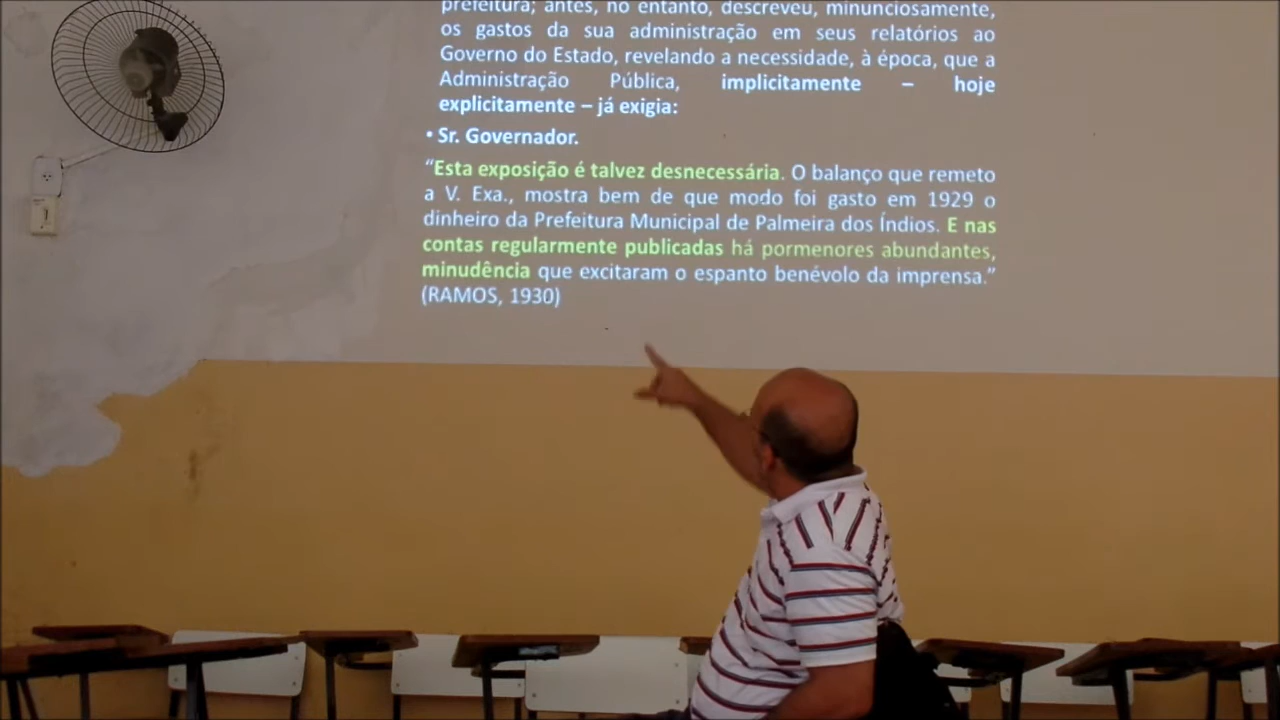 prefeitura; antes, no entanto, descreveu, minunciosamente,
os gastos da sua administração em seus relatórios ao
Governo do Estado, revelando a necessidade, à época, que a
Administração Pública, implicitamente – hoje
explicitamente – já exigia:
• Sr. Governador.
“Esta exposição é talvez desnecessária. O balanço que remeto
a V. Exa., mostra bem de que modo foi gasto em 1929 o
dinheiro da Prefeitura Municipal de Palmeira dos Índios. E nas
contas regularmente publicadas há pormenores abundantes,
minudência que excitaram o espanto benévolo da imprensa.”
(RAMOS, 1930)